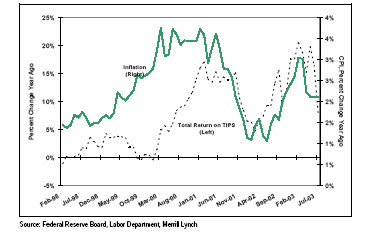 25%
20%
15%
10%
5%
0%
-5%
4%
4%
3%
3%
2%
2%
1%
1%
0%
Percent Change Year Ago
CPI, Percent Change Year Ago
Inflation
(Right)
Total Return on TIPS
(Left)
Feb-98
Jul-98
Dec-98
May-99
Oct-99
Mar-00
Aug-00
Jan-01
Jun-01
Nov-01
Apr-02
Sep-02
Feb-03
Jul-03
Source: Federal Reserve Board, Labor Department, Merrill Lynch